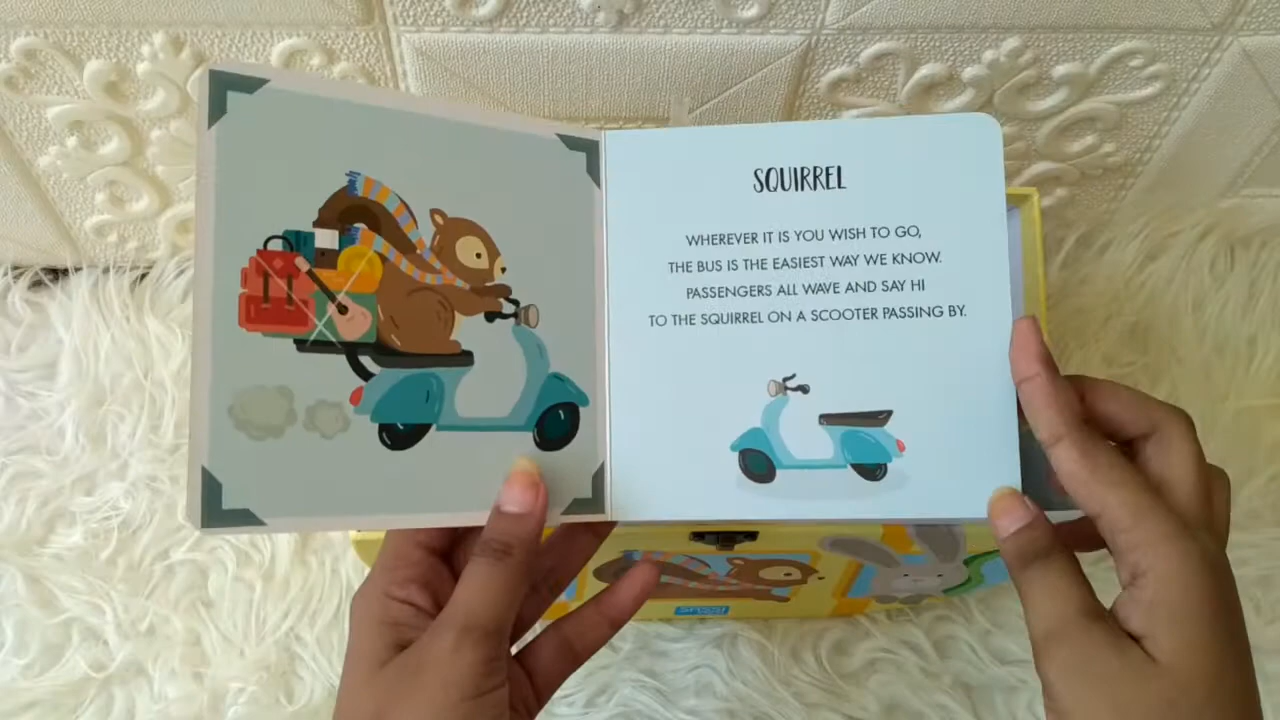 SQUIRREL
WHEREVER IT IS YOU WISH TO GO,
THE BUS IS THE EASIEST WAY WE KNOW.
PASSENGERS ALL WAVE AND SAY HI
TO THE SQUIRREL ON A SCOOTER PASSING BY.